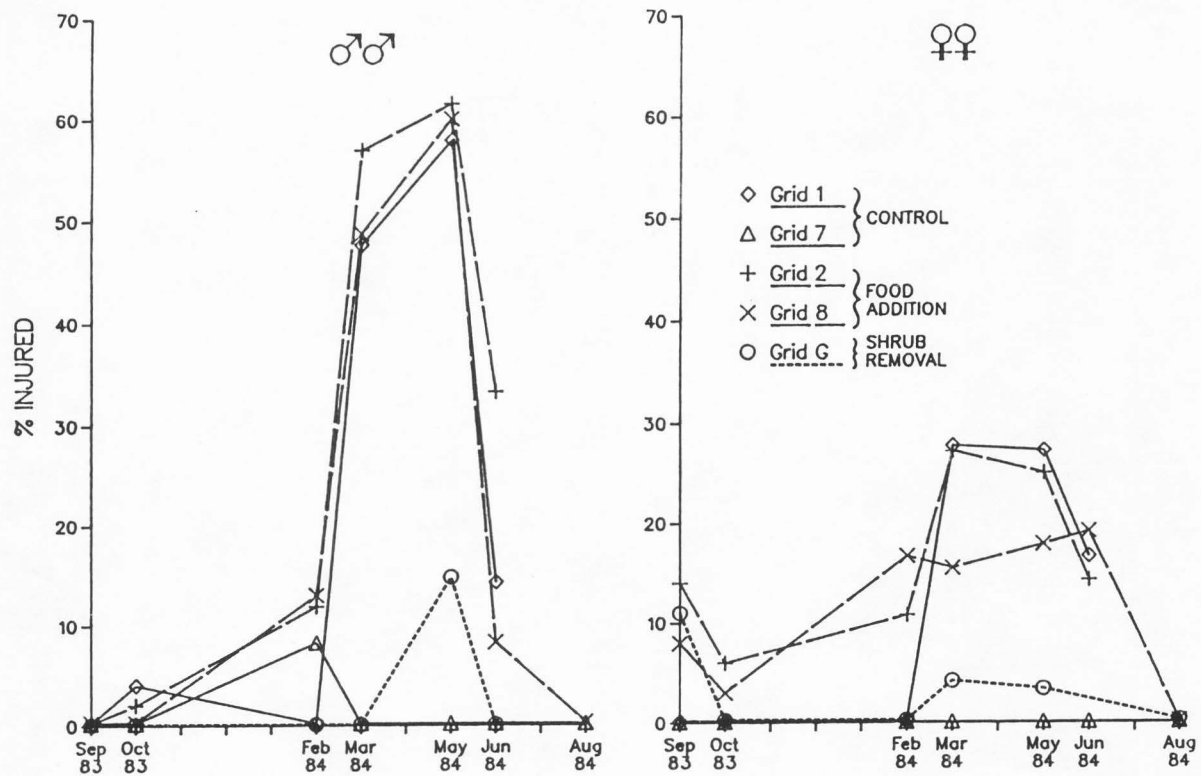 ♂♂
70
60
50
40
30
20
10
0
% INJURED
Sep 83
Oct 83
Feb 84
Mar 84
May 84
Jun 84
Aug 84
♀♀
70
60
50
40
30
20
10
0
Grid 1
Grid 7
CONTROL
Grid 2
Grid 8
FOOD
ADDITION
Grid G
SHRUB
REMOVAL
Sep 83
Oct 83
Feb 84
Mar 84
May 84
Jun 84
Aug 84